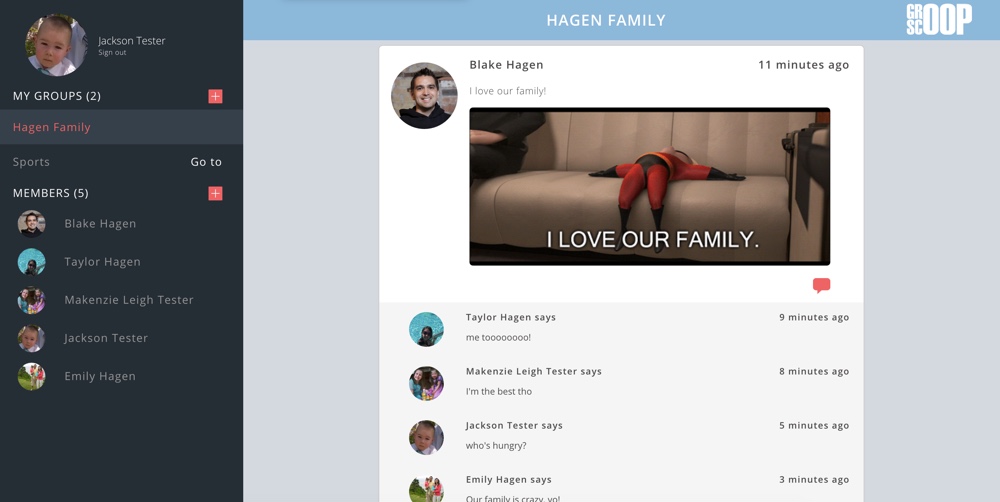 Jackson Tester
Sign out
MY GROUPS (2)
+
Hagen Family
Sports
Go to
MEMBERS (5)
+
Blake Hagen
Taylor Hagen
Makenzie Leigh Tester
Jackson Tester
Emily Hagen
HAGEN FAMILY
GR
SC
OOP
Blake Hagen
11 minutes ago
I love our family!
I LOVE OUR FAMILY.
Taylor Hagen says
9 minutes ago
me toooooooo!
Makenzie Leigh Tester says
8 minutes ago
I'm the best tho
Jackson Tester says
5 minutes ago
who's hungry?
Emily Hagen says
3 minutes ago
Our family is crazy, yo!